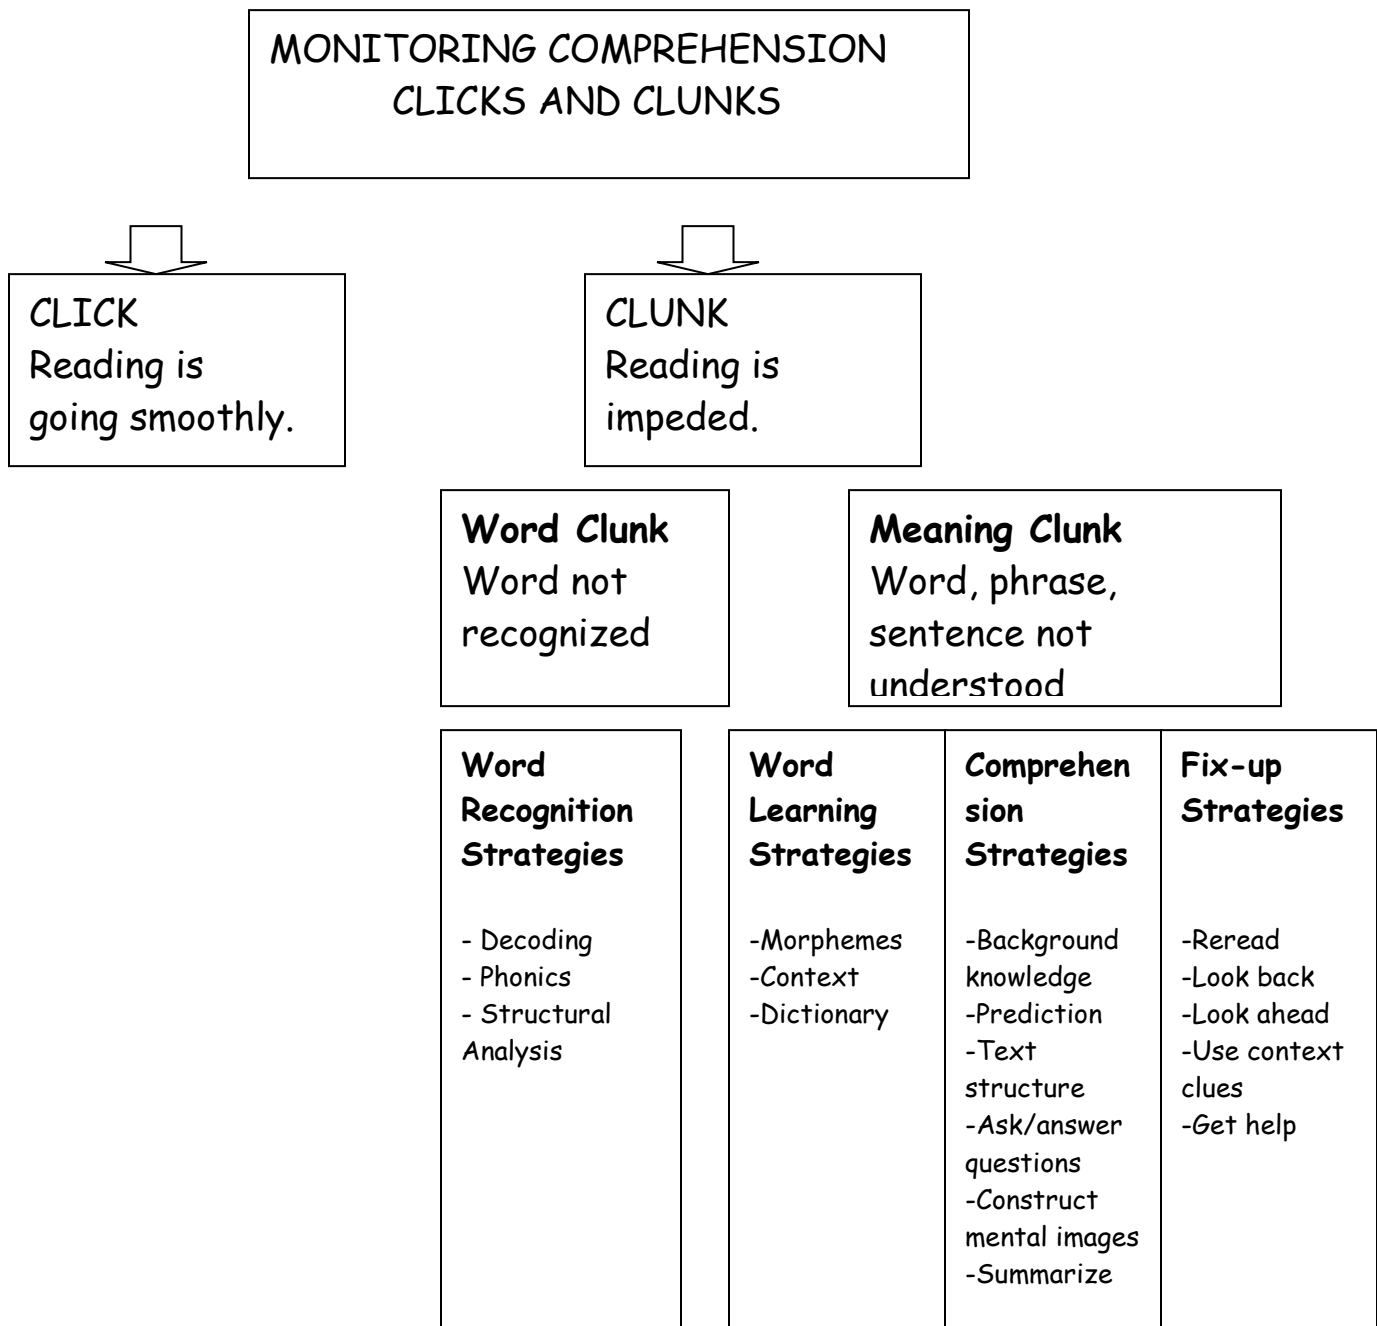 MONITORING COMPREHENSION
CLICKS AND CLUNKS
CLICK
Reading is
going smoothly.
CLUNK
Reading is
impeded.
Word Clunk
Word not
recognized
Meaning Clunk
Word, phrase,
sentence not
understood
Word
Recognition
Strategies
- Decoding
- Phonics
- Structural
Analysis
Word
Learning
Strategies
-Morphemes
-Context
-Dictionary
Comprehen
sion
Strategies
-Background
knowledge
-Prediction
-Text
structure
-Ask/answer
questions
-Construct
mental images
-Summarize
Fix-up
Strategies
-Reread
-Look back
-Look ahead
-Use context
clues
-Get help